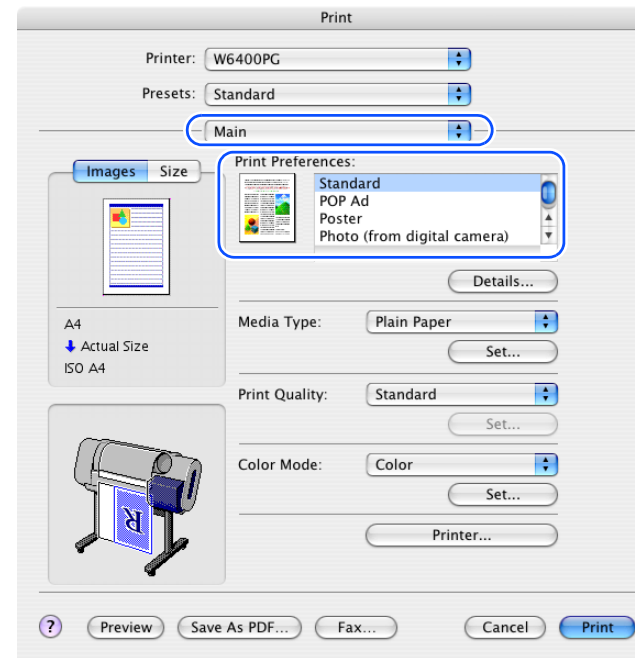 Print
Printer: W6400PG
Presets: Standard
Main
Images Size
Print Preferences:
Standard
POP Ad
Poster
Photo (from digital camera)
Details...
A4
Actual Size
ISO A4
Media Type: Plain Paper
Set...
Print Quality: Standard
Set...
Color Mode: Color
Set...
Printer...
R
? Preview Save As PDF... Fax... Cancel Print